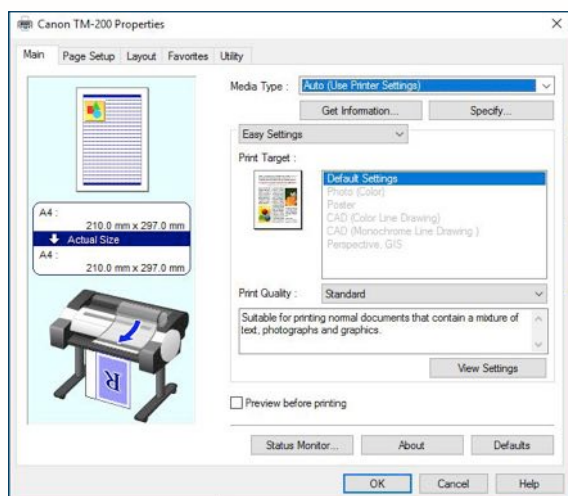 Canon TM-200 Properties
Main Page Setup Layout Favorites Utility
Media Type : Auto (Use Printer Settings)
Get Information... Specify...
Easy Settings
Print Target :
Default Settings
Photo (Color)
Poster
CAD (Color Line Drawing)
CAD (Monochrome Line Drawing )
Perspective, GIS
A4 :
210.0 mm x 297.0 mm
Actual Size
A4 :
210.0 mm x 297.0 mm
R
Print Quality : Standard
Suitable for printing normal documents that contain a mixture of
text, photographs and graphics.
View Settings
Preview before printing
Status Monitor... About Defaults
OK Cancel Help